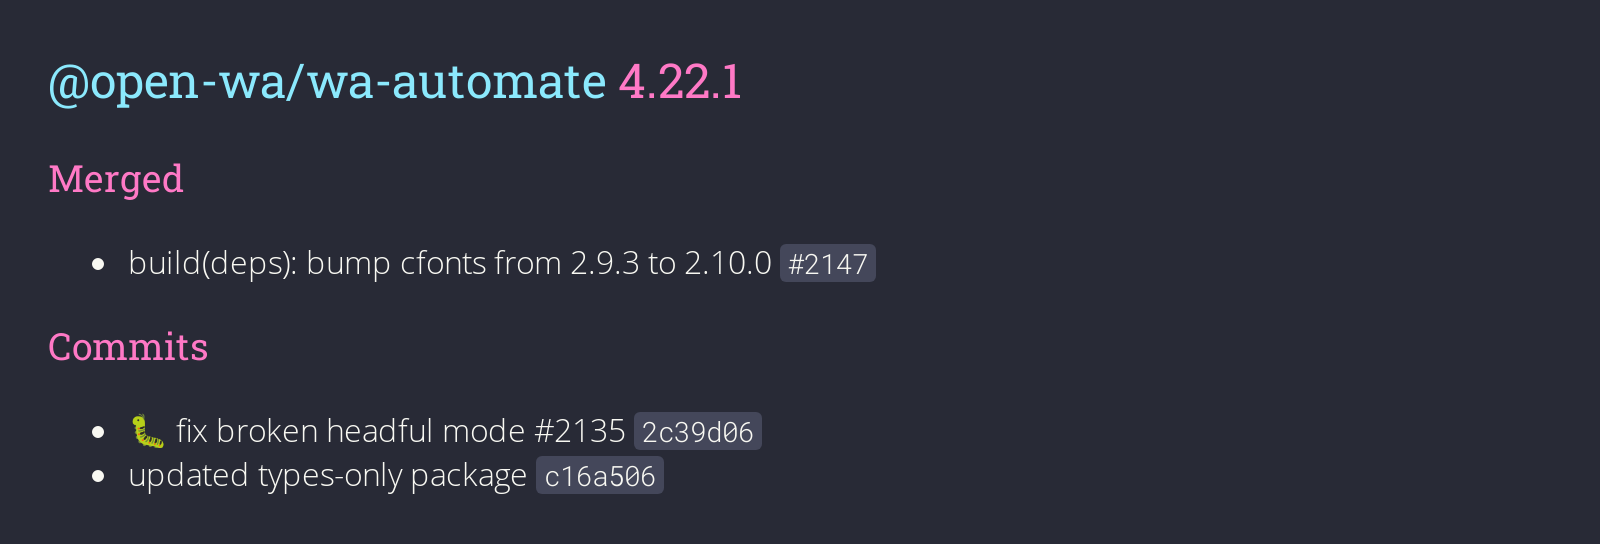 @open-wa/wa-automate 4.22.1
Merged
build(deps): bump cfonts from 2.9.3 to 2.10.0 #2147
Commits
🐛 fix broken headful mode #2135 2c39d06
updated types-only package c16a506